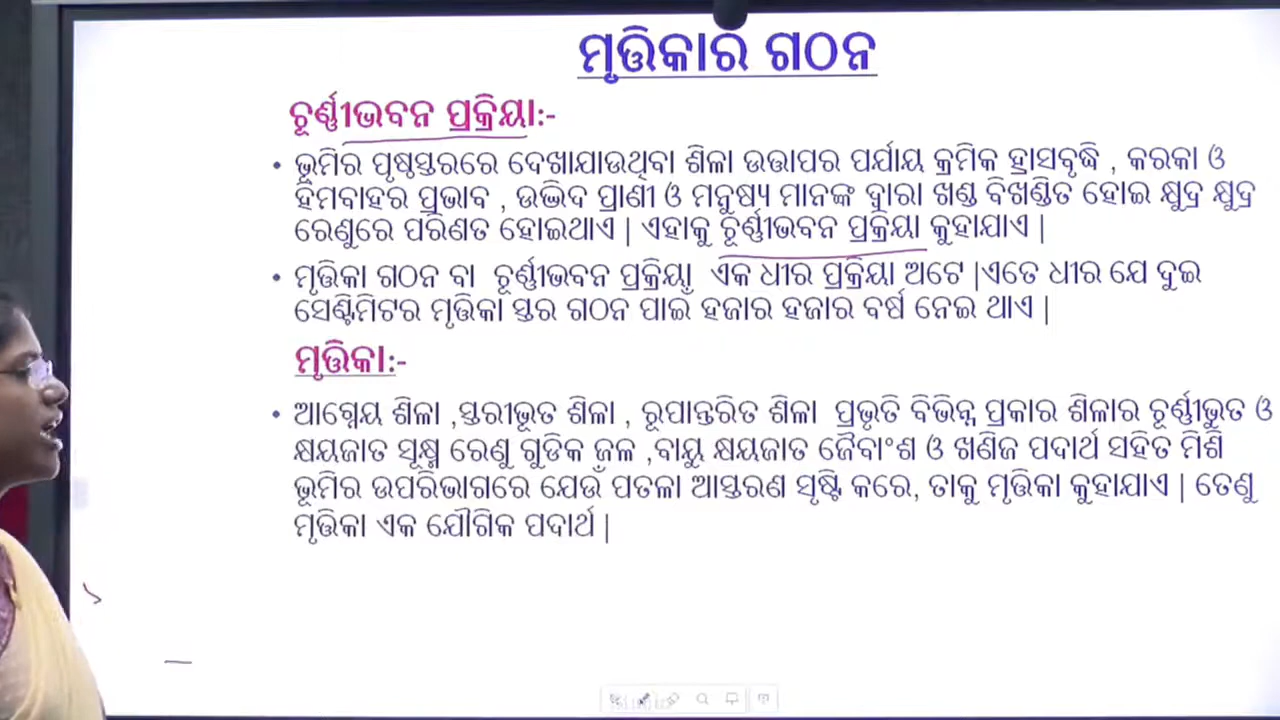 ମୃତ୍ତିକାର ଗଠନ
ଚୂର୍ଣ୍ଣୀଭବନ ପ୍ରକ୍ରିୟା:-
• ଭୂମିର ପୃଷ୍ଠସ୍ତରରେ ଦେଖାଯାଉଥିବା ଶିଳା ଉତ୍ତାପର ପର୍ଯାୟ କ୍ରମିକ ହ୍ରାସବୃଦ୍ଧି , କରକା ଓ
ହିମବାହର ପ୍ରଭାବ , ଉଦ୍ଭିଦ ପ୍ରାଣୀ ଓ ମନୁଷ୍ୟ ମାନଙ୍କ ଦ୍ୱାରା ଖଣ୍ଡ ବିଖଣ୍ଡିତ ହୋଇ କ୍ଷୁଦ୍ର କ୍ଷୁଦ୍ର
ରେଣୁରେ ପରିଣତ ହୋଇଥାଏ | ଏହାକୁ ଚୂର୍ଣ୍ଣୀଭବନ ପ୍ରକ୍ରିୟା କୁହାଯାଏ |
• ମୃତ୍ତିକା ଗଠନ ବା ଚୂର୍ଣ୍ଣୀଭବନ ପ୍ରକ୍ରିୟା ଏକ ଧୀର ପ୍ରକ୍ରିୟା ଅଟେ |ଏତେ ଧୀର ଯେ ଦୁଇ
ସେଣ୍ଟିମିଟର ମୃତ୍ତିକା ସ୍ତର ଗଠନ ପାଇଁ ହଜାର ହଜାର ବର୍ଷ ନେଇ ଥାଏ |
ମୃତ୍ତିକା:-
• ଆଗ୍ନେୟ ଶିଳା ,ସ୍ତରୀଭୂତ ଶିଳା , ରୂପାନ୍ତରିତ ଶିଳା ପ୍ରଭୃତି ବିଭିନ୍ନ ପ୍ରକାର ଶିଳାର ଚୂର୍ଣ୍ଣୀଭୁତ ଓ
କ୍ଷୟଜାତ ସୂକ୍ଷ୍ମ ରେଣୁ ଗୁଡିକ ଜଳ ,ବାୟୁ କ୍ଷୟଜାତ ଜୈବାଂଶ ଓ ଖଣିଜ ପଦାର୍ଥ ସହିତ ମିଶି
ଭୂମିର ଉପରିଭାଗରେ ଯେଉଁ ପତଳା ଆସ୍ତରଣ ସୃଷ୍ଟି କରେ, ତାକୁ ମୃତ୍ତିକା କୁହାଯାଏ | ତେଣୁ
ମୃତ୍ତିକା ଏକ ଯୌଗିକ ପଦାର୍ଥ |